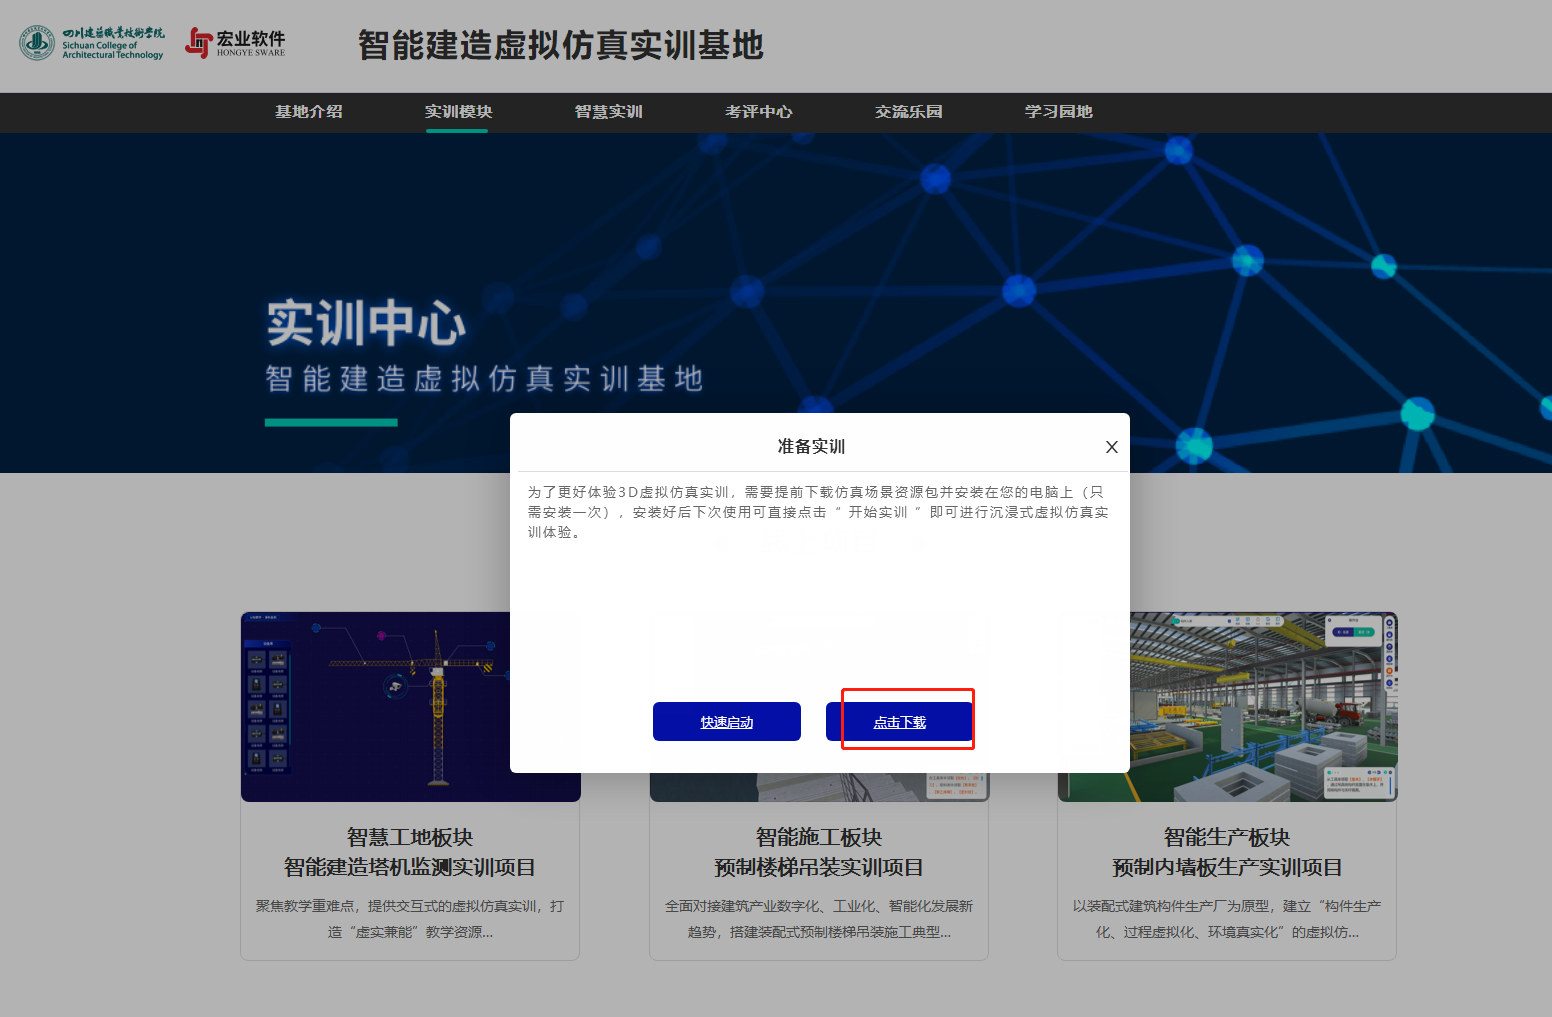 四川建筑職業技術學院
Sichuan College of
Architectural Technology
宏业软件
HONGYE SWARE
智能建造虚拟仿真实训基地
基地介绍
实训模块
智慧实训
考评中心
交流乐园
学习园地
实训中心
智能建造虚拟仿真实训基地
准备实训
X
为了更好体验3D虚拟仿真实训，需要提前下载仿真场景资源包并安装在您的电脑上（只
需安装一次），安装好后下次使用可直接点击“ 开始实训 ”即可进行沉浸式虚拟仿真实
训体验。
快速启动
点击下载
智慧工地板块
智能建造塔机监测实训项目
聚焦教学重难点，提供交互式的虚拟仿真实训，打
造“虚实兼能”教学资源...
智能施工板块
预制楼梯吊装实训项目
全面对接建筑产业数字化、工业化、智能化发展新
趋势，搭建装配式预制楼梯吊装施工典型...
智能生产板块
预制内墙板生产实训项目
以装配式建筑构件生产厂为原型，建立“构件生产
化、过程虚拟化、环境真实化”的虚拟仿...